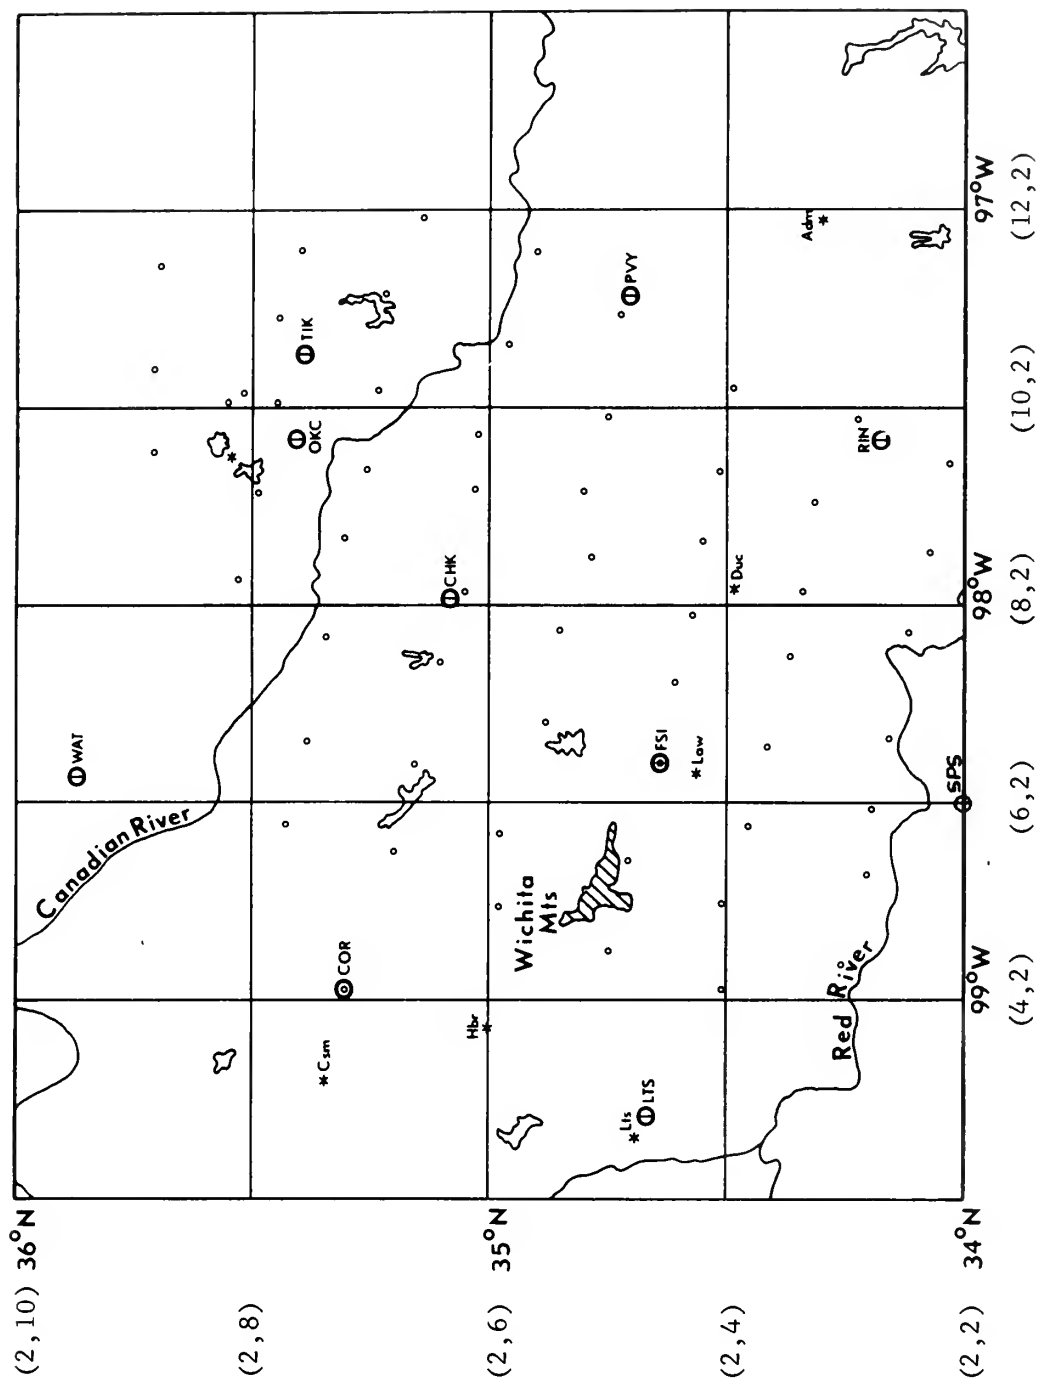 (2,10) 36°N
(2,8)
(2,6) 35°N
(2,4)
(2,2) 34°N
99°W
(4,2)
(6,2)
98°W
(8,2)
(10,2)
97°W
(12,2)
Canadian River
WAT
OKC
TIK
CHK
COR
Csm
Hbr
Wichita
Mts
Lts
LTS
FSI
Law
Duc
PVY
Adm
RIN
Red River
SPS